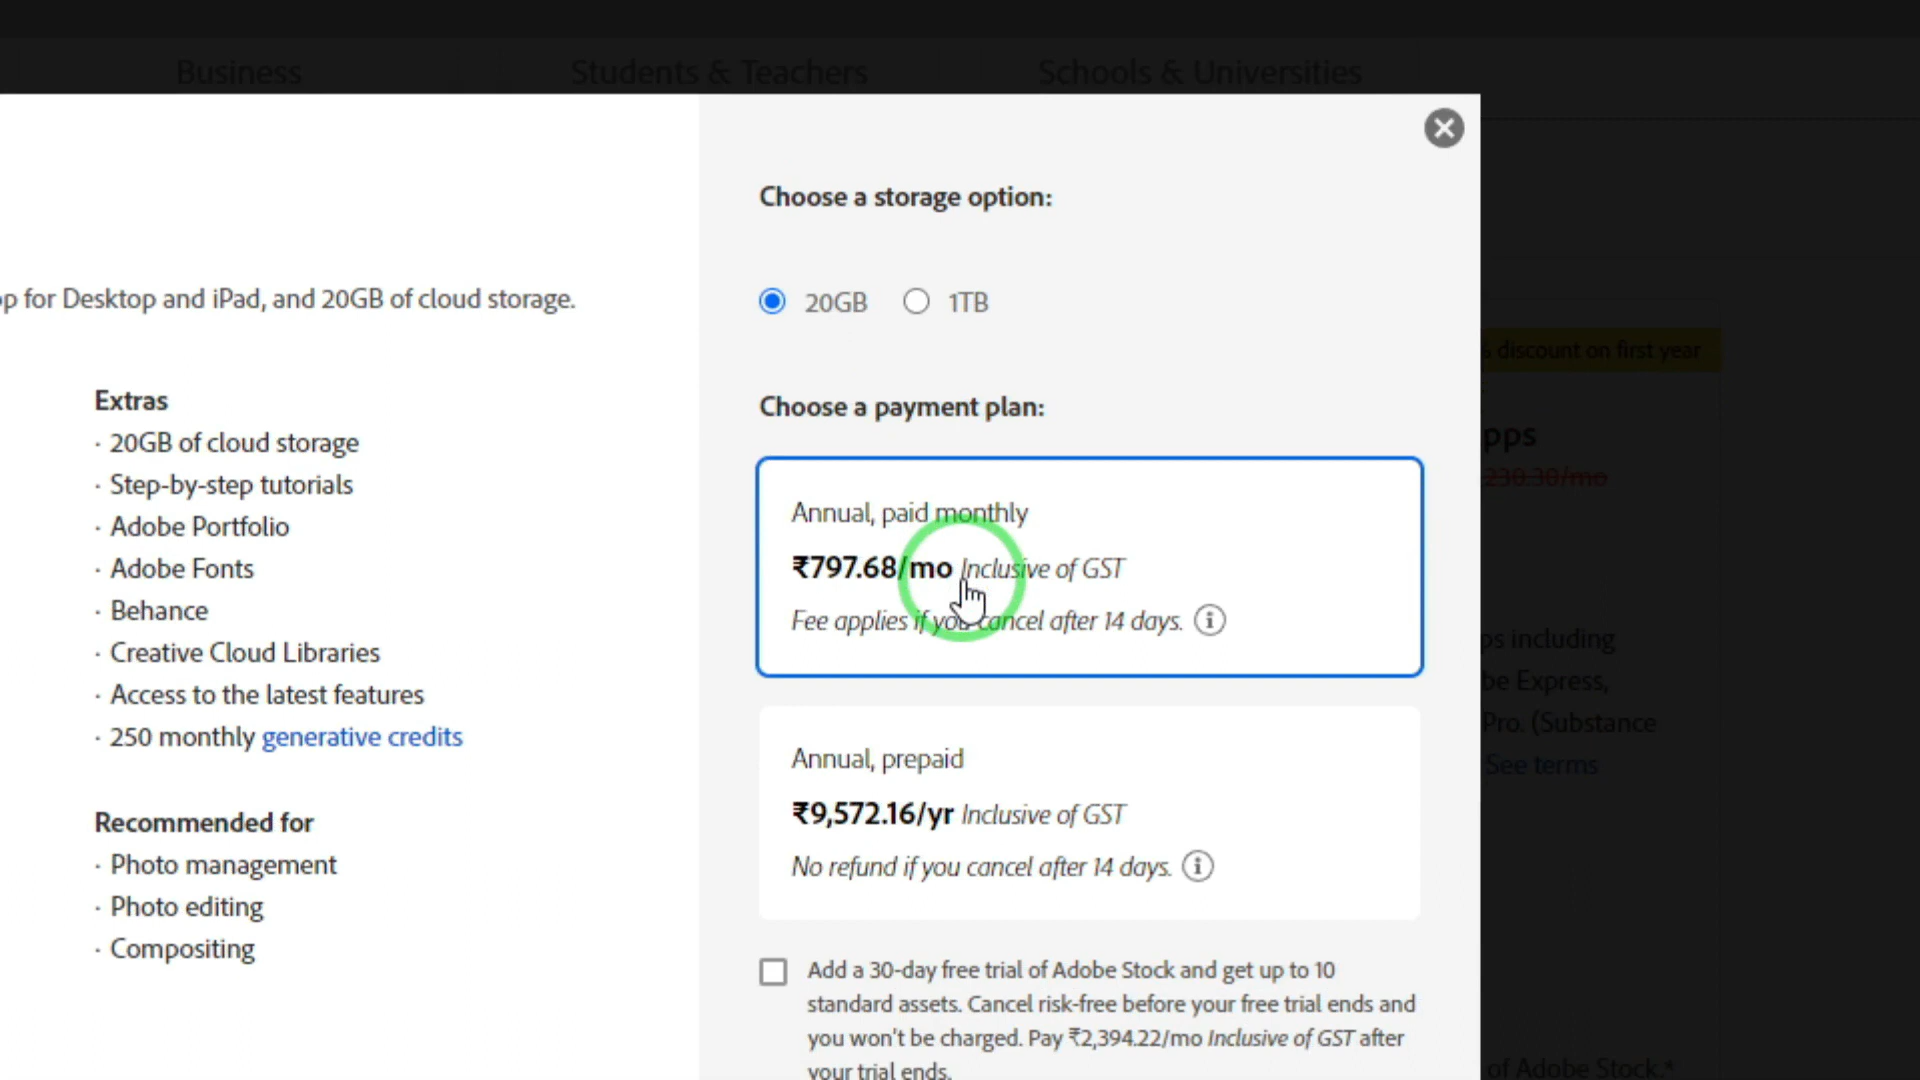 Business
Students & Teachers
Schools & Universities
Choose a storage option:
20GB
1TB
p for Desktop and iPad, and 20GB of cloud storage.
discount on first year
Extras
Choose a payment plan:
· 20GB of cloud storage
· Step-by-step tutorials
· Adobe Portfolio
· Adobe Fonts
· Behance
· Creative Cloud Libraries
· Access to the latest features
· 250 monthly generative credits
Annual, paid monthly
₹797.68/mo Inclusive of GST
Fee applies if you cancel after 14 days.
pps
230.30/mo
ps including
be Express,
Pro. (Substance
See terms
Annual, prepaid
₹9,572.16/yr Inclusive of GST
No refund if you cancel after 14 days.
Recommended for
· Photo management
· Photo editing
· Compositing
Add a 30-day free trial of Adobe Stock and get up to 10
standard assets. Cancel risk-free before your free trial ends and
you won't be charged. Pay ₹2,394.22/mo Inclusive of GST after
your trial ends.
of Adobe Stock.*